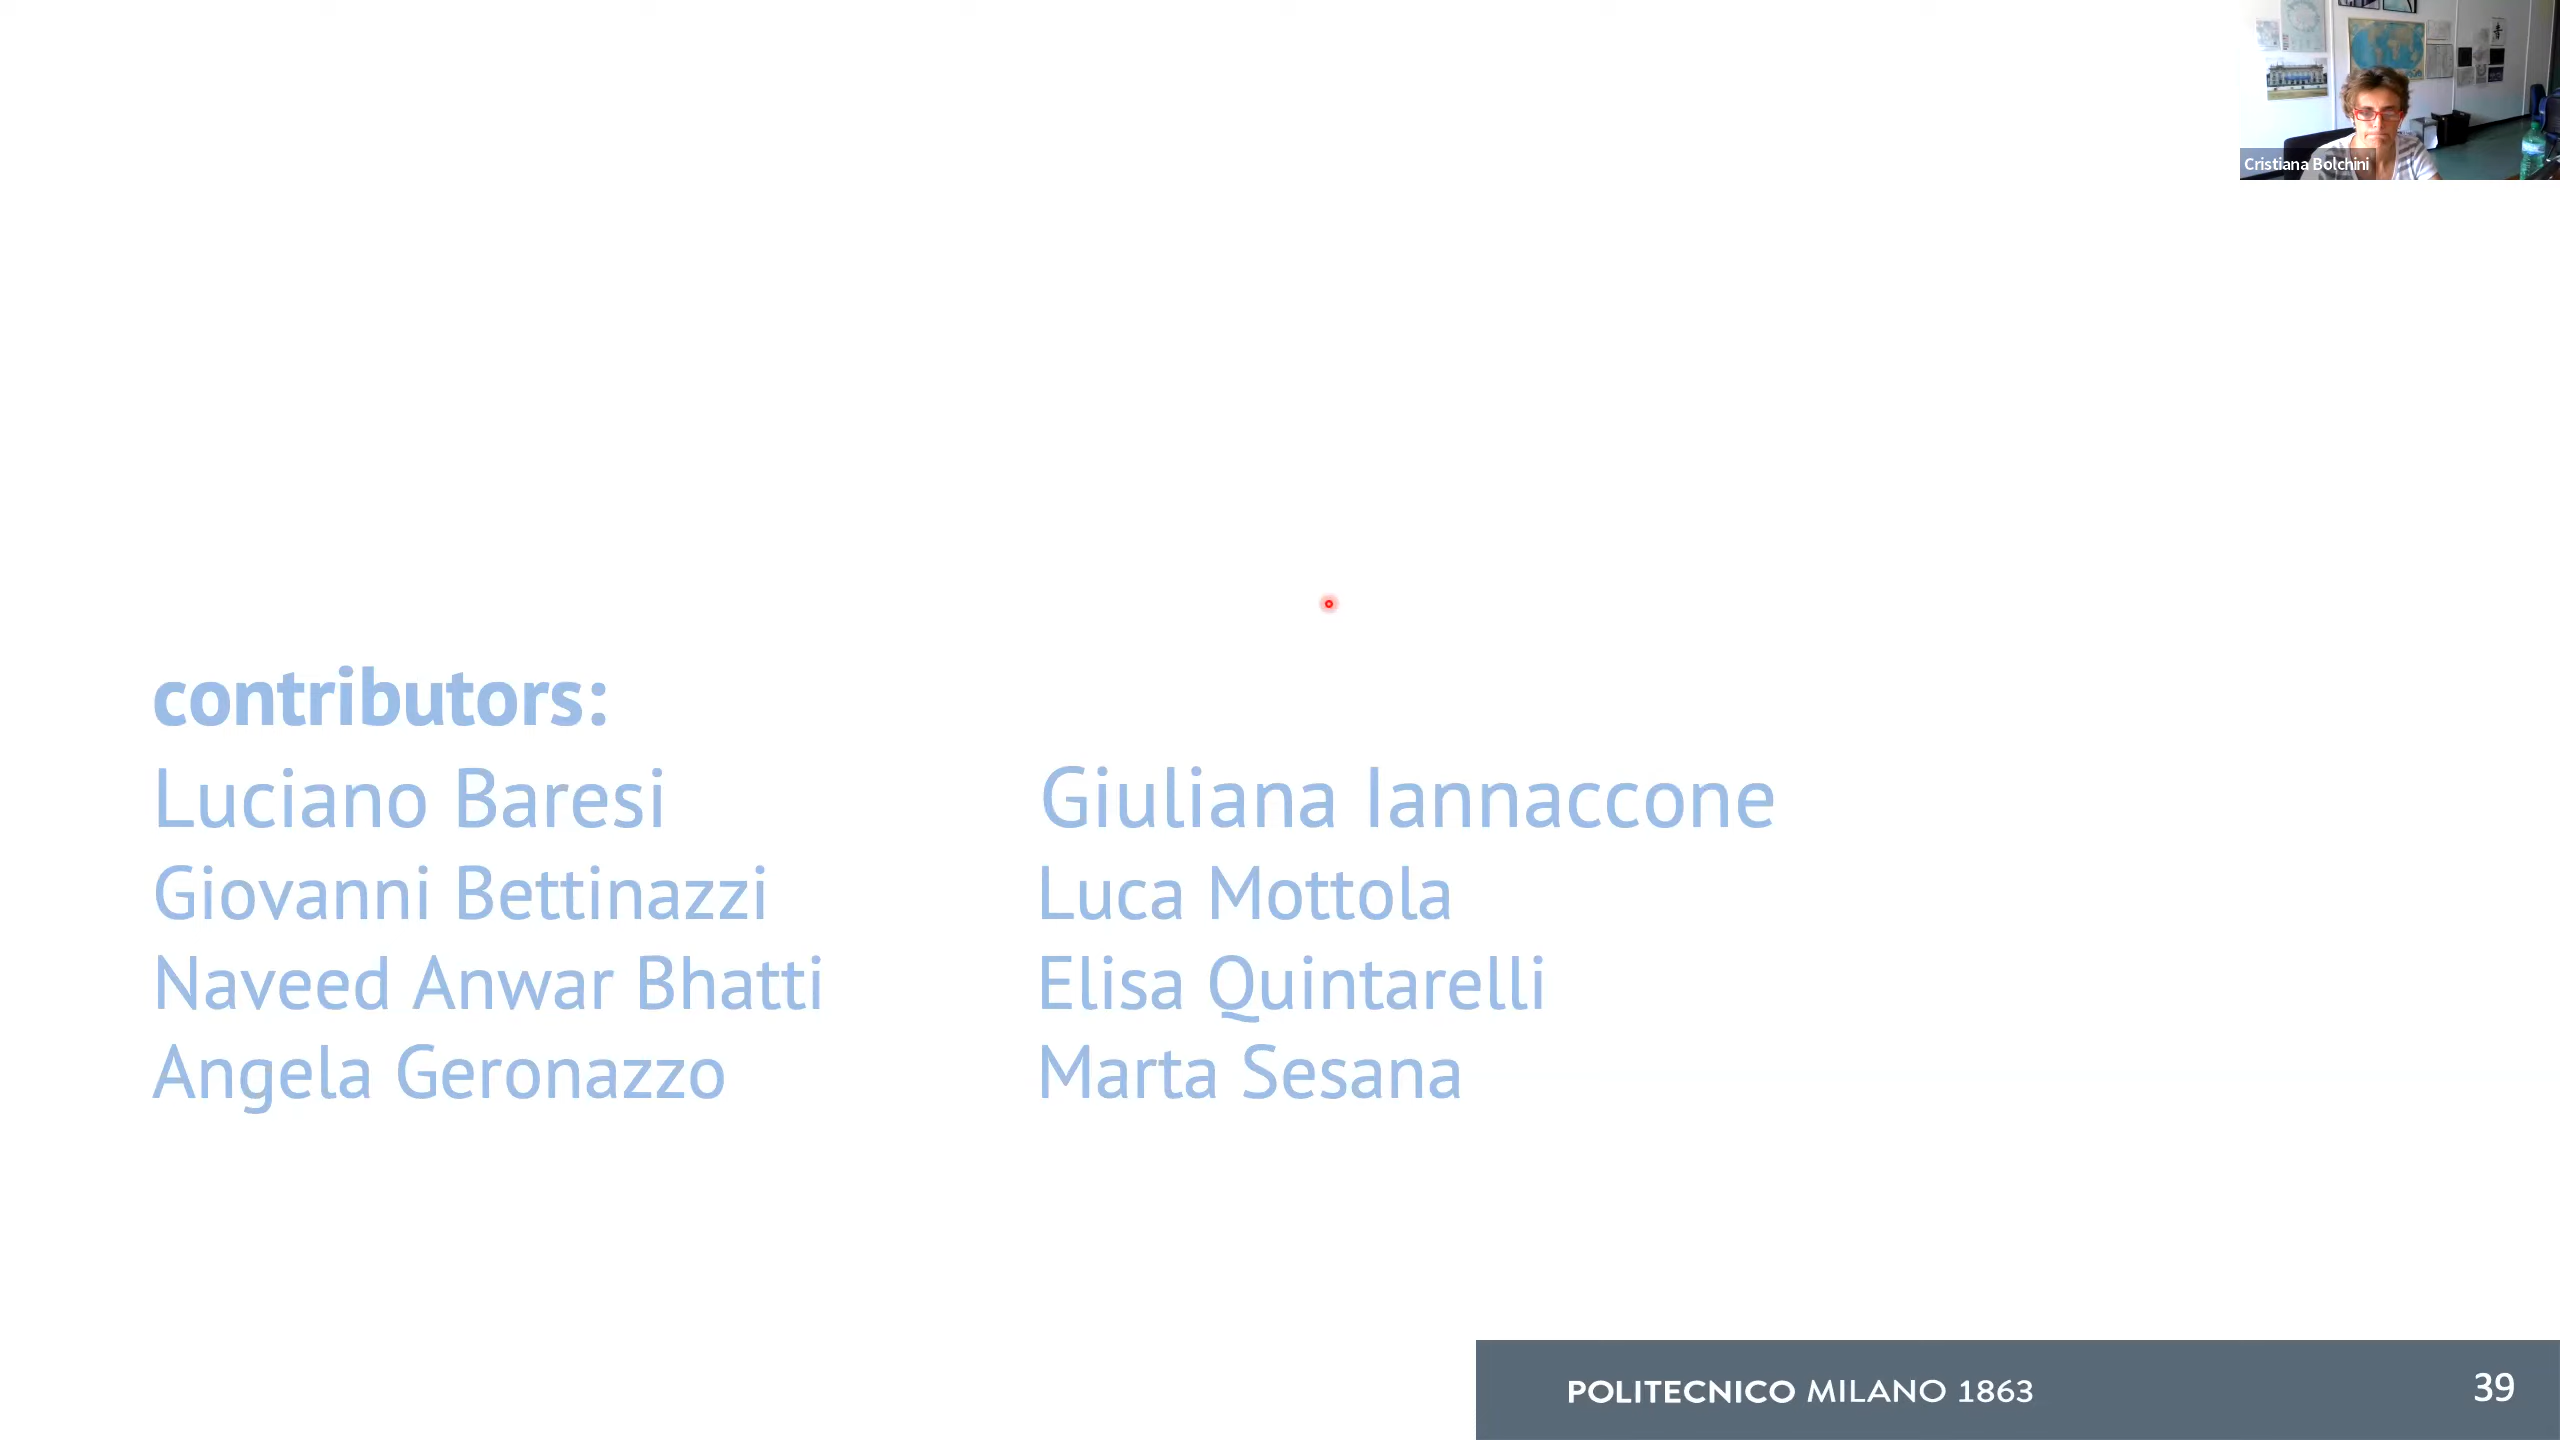 Cristiana Bolchini
contributors:
Luciano Baresi
Giovanni Bettinazzi
Naveed Anwar Bhatti
Angela Geronazzo
Giuliana Iannaccone
Luca Mottola
Elisa Quintarelli
Marta Sesana
POLITECNICO MILANO 1863
39